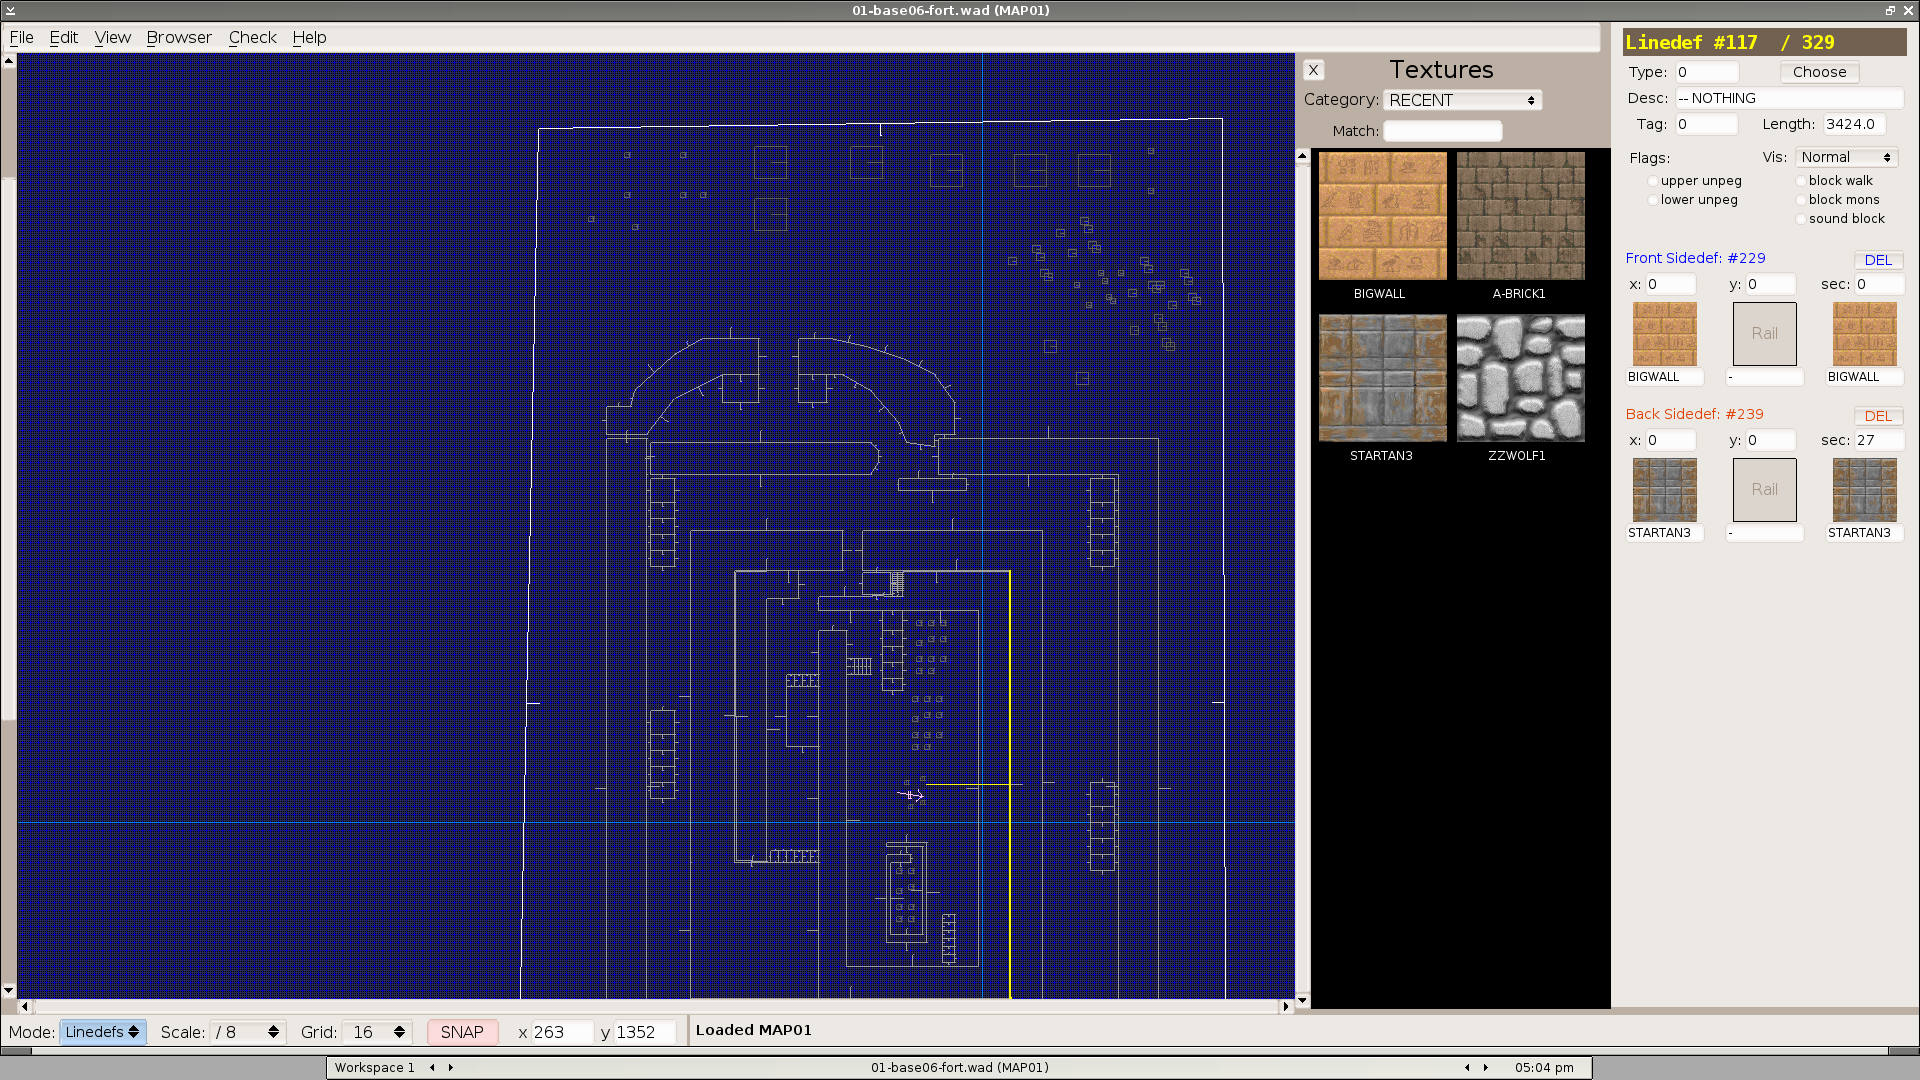 01-base06-fort.wad (MAP01)
File Edit View Browser Check Help
X Textures
Category: RECENT
Match:
BIGWALL A-BRICK1
STARTAN3 ZZWOLF1
Linedef #117 / 329
Type: 0 Choose
Desc: -- NOTHING
Tag: 0 Length: 3424.0
Flags: Vis: Normal
upper unpeg block walk
lower unpeg block mons
sound block
Front Sidedef: #229 DEL
x: 0 y: 0 sec: 0
Rail
BIGWALL - BIGWALL
Back Sidedef: #239 DEL
x: 0 y: 0 sec: 27
Rail
STARTAN3 - STARTAN3
Mode: Linedefs Scale: / 8 Grid: 16 SNAP x 263 y 1352 Loaded MAP01
Workspace 1 01-base06-fort.wad (MAP01) 05:04 pm